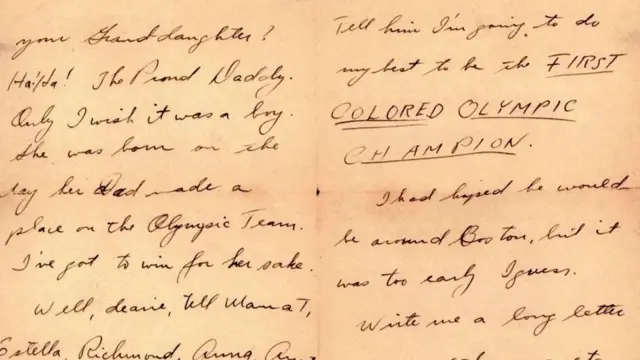 your Granddaughter?
Ha! Ha! The Proud Daddy.
Only I wish it was a boy.
She was born on the
day her Dad made a
place on the Olympic Team.
I've got to win for her sake.
Well, dearie, tell Mama T,
Estella, Richmond, Anna
Tell him I'm going to do
my best to be the FIRST
COLORED OLYMPIC
CHAMPION.
I had hoped he would
be around Boston, but it
was too early I guess.
Write me a long letter